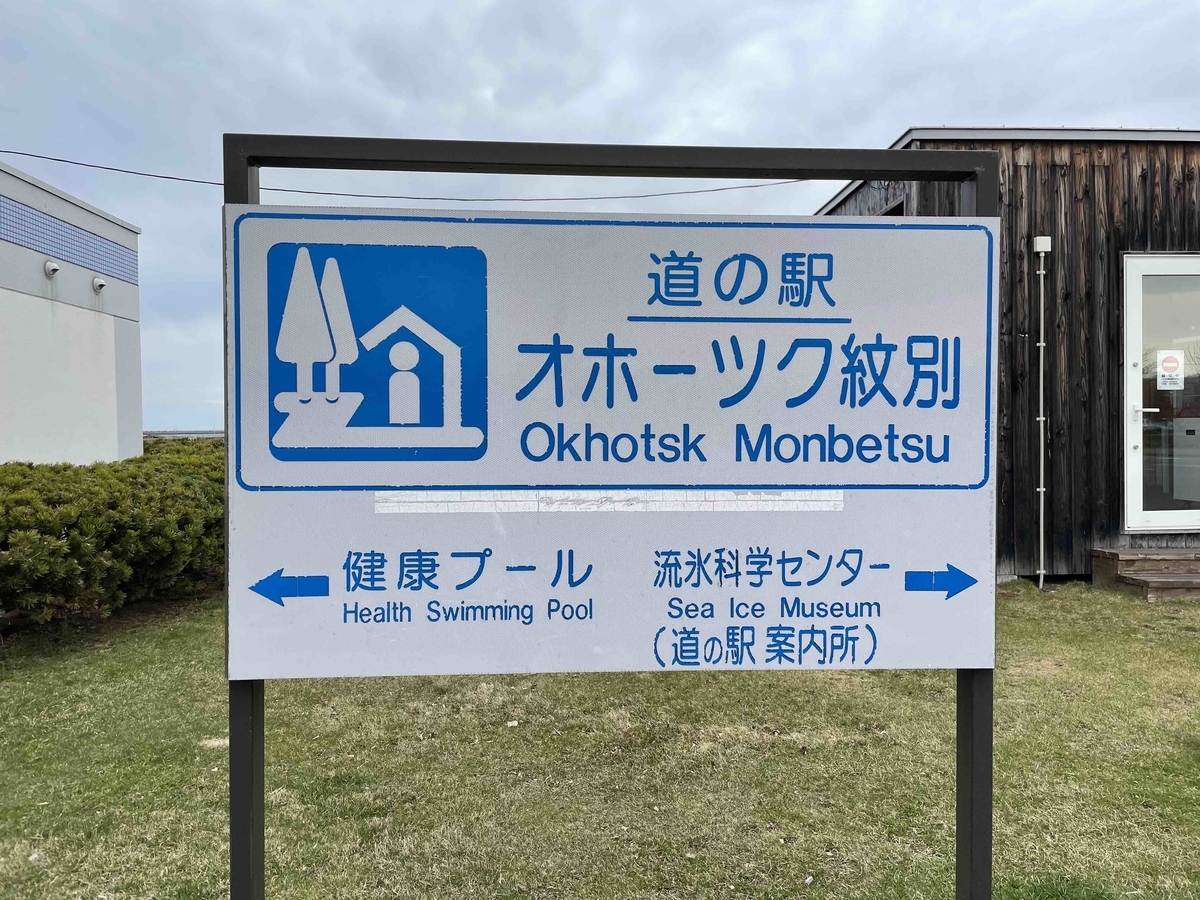 道の駅
オホーツク紋別
Okhotsk Monbetsu
健康プール
Health Swimming Pool
流氷科学センター
Sea Ice Museum
(道の駅 案内所)